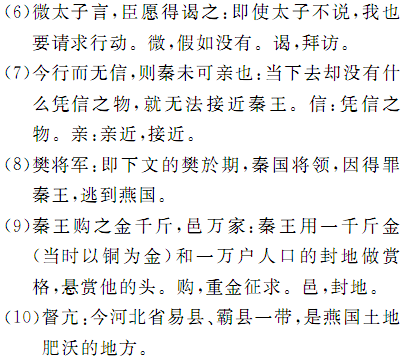 (6)微太子言,臣愿得谒之:即使太子不说,我也
要请求行动。微,假如没有。谒,拜访。
(7)今行而无信,则秦未可亲也:当下去却没有什
么凭信之物,就无法接近秦王。信:凭信之
物。亲:亲近,接近。
(8)樊将军:即下文的樊於期,秦国将领,因得罪
秦王,逃到燕国。
(9)秦王购之金千斤,邑万家:秦王用一千斤金
(当时以铜为金)和一万户人口的封地做赏
格,悬赏他的头。购,重金征求。邑,封地。
(10)督亢:今河北省易县、霸县一带,是燕国土地
肥沃的地方。